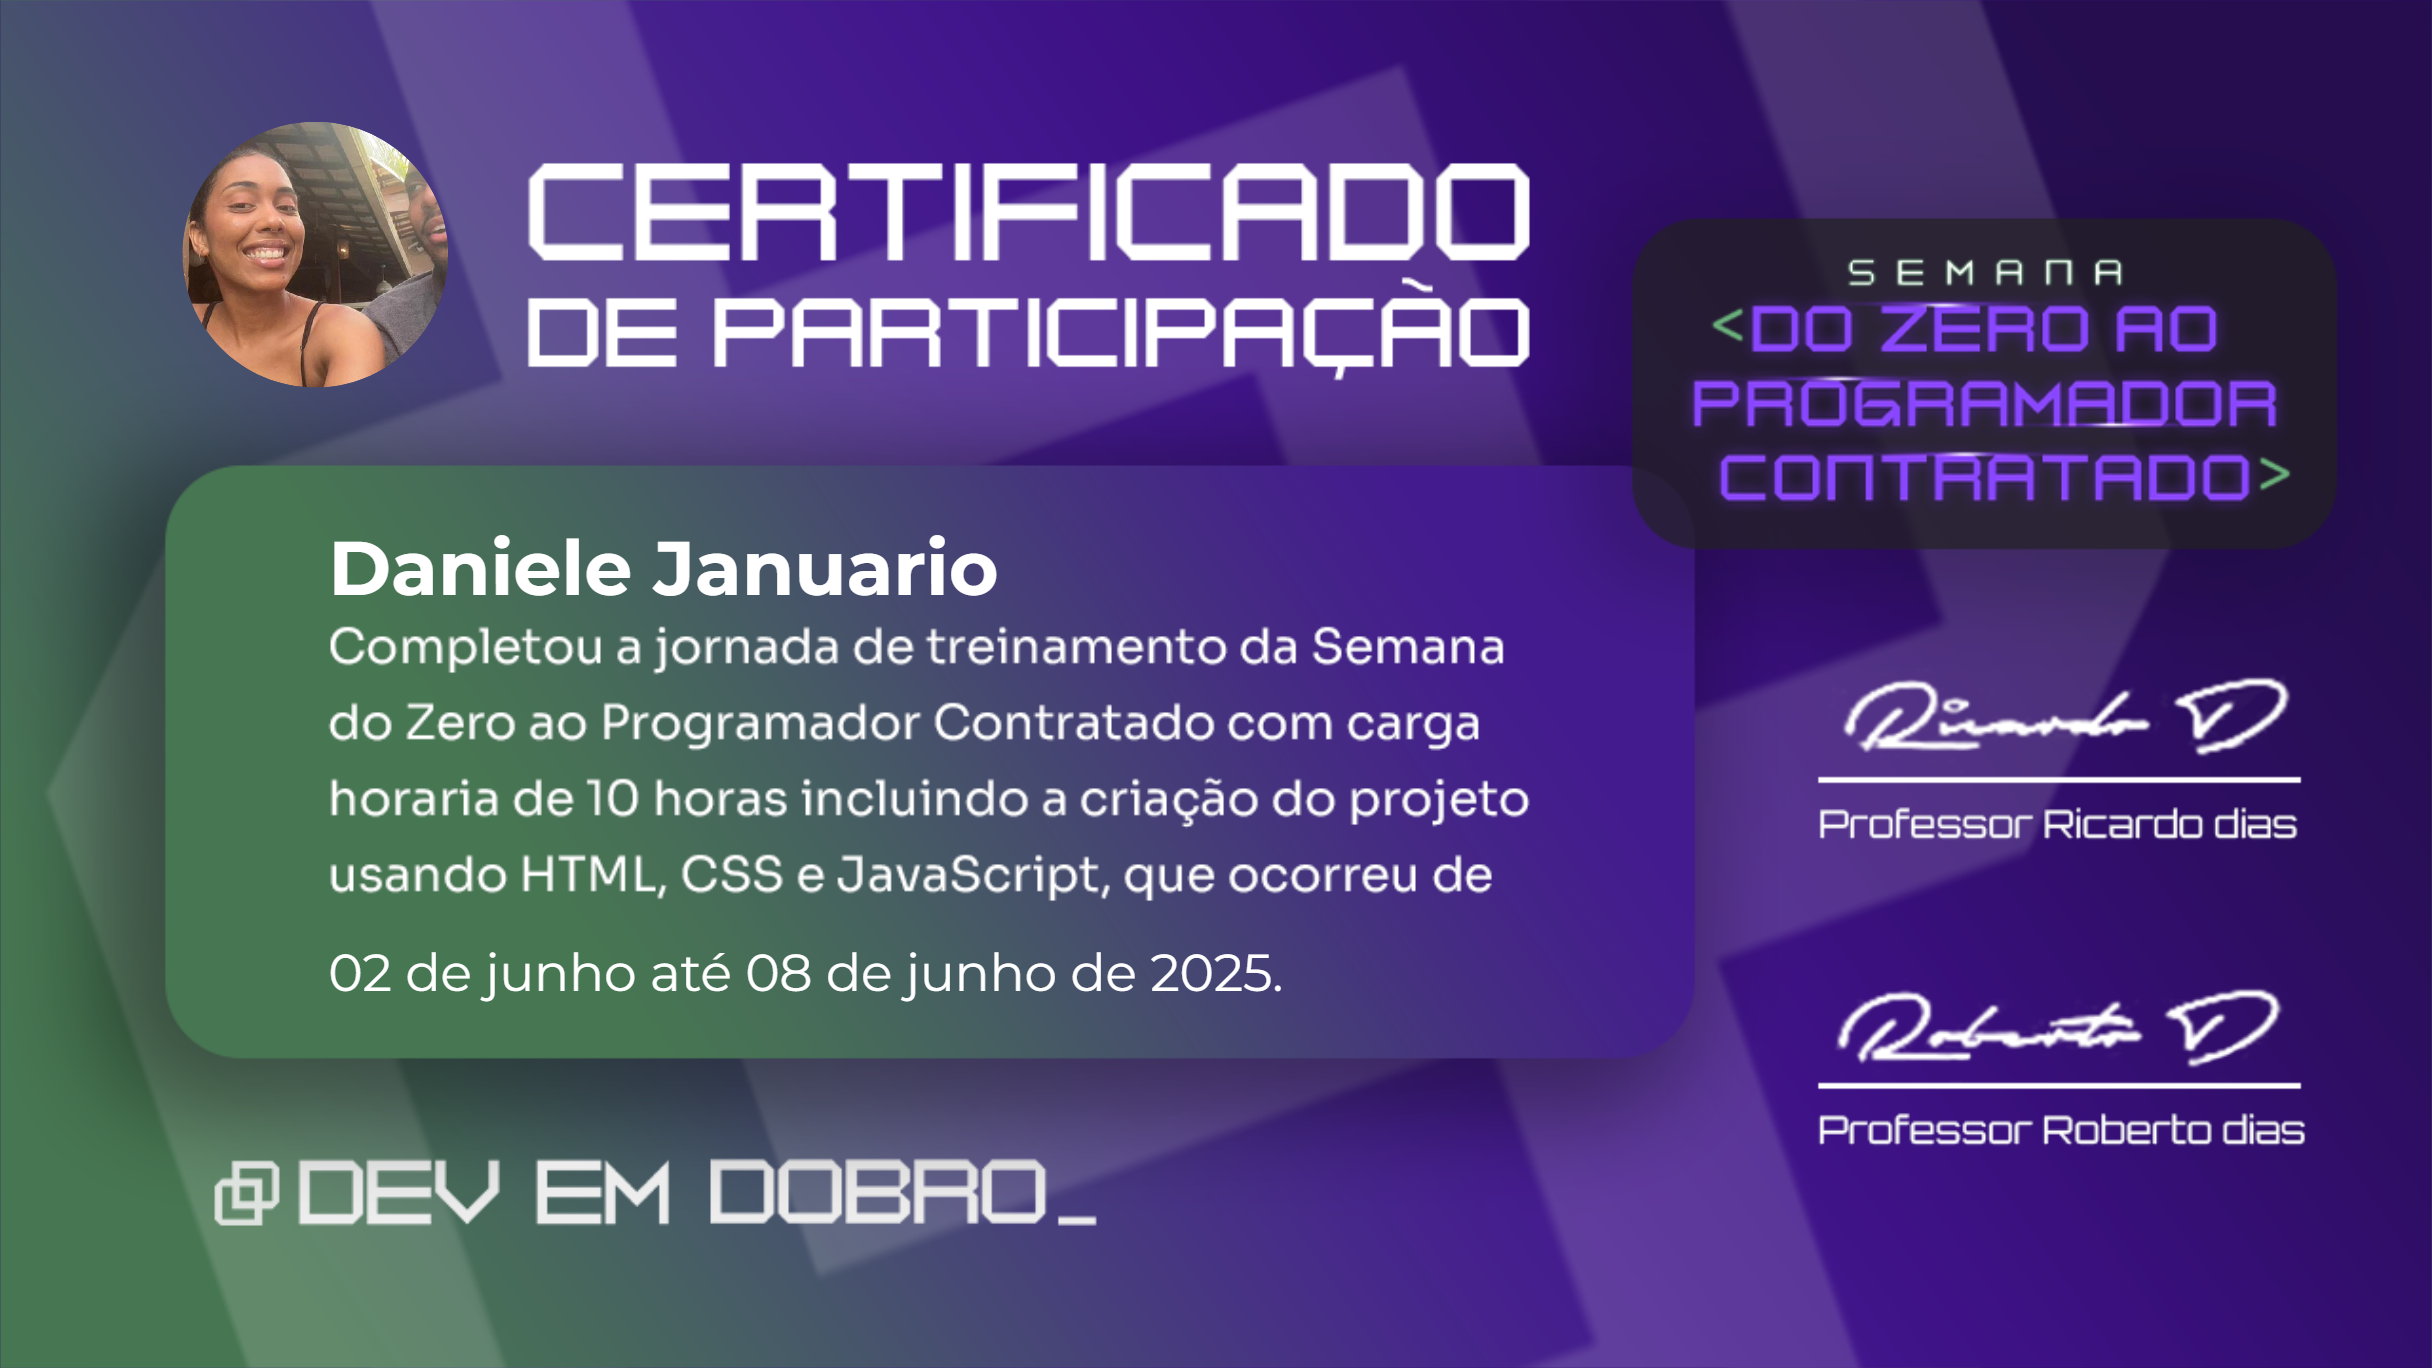 CERTIFICADO
DE PARTICIPAÇÃO
SEMANA
<DO ZERO AO
PROGRAMADOR
CONTRATADO>
Daniele Januario
Completou a jornada de treinamento da Semana
do Zero ao Programador Contratado com carga
horaria de 10 horas incluindo a criação do projeto
usando HTML, CSS e JavaScript, que ocorreu de
02 de junho até 08 de junho de 2025.
Ricardo D
Professor Ricardo dias
Roberto D
Professor Roberto dias
DEV EM DOBRO_